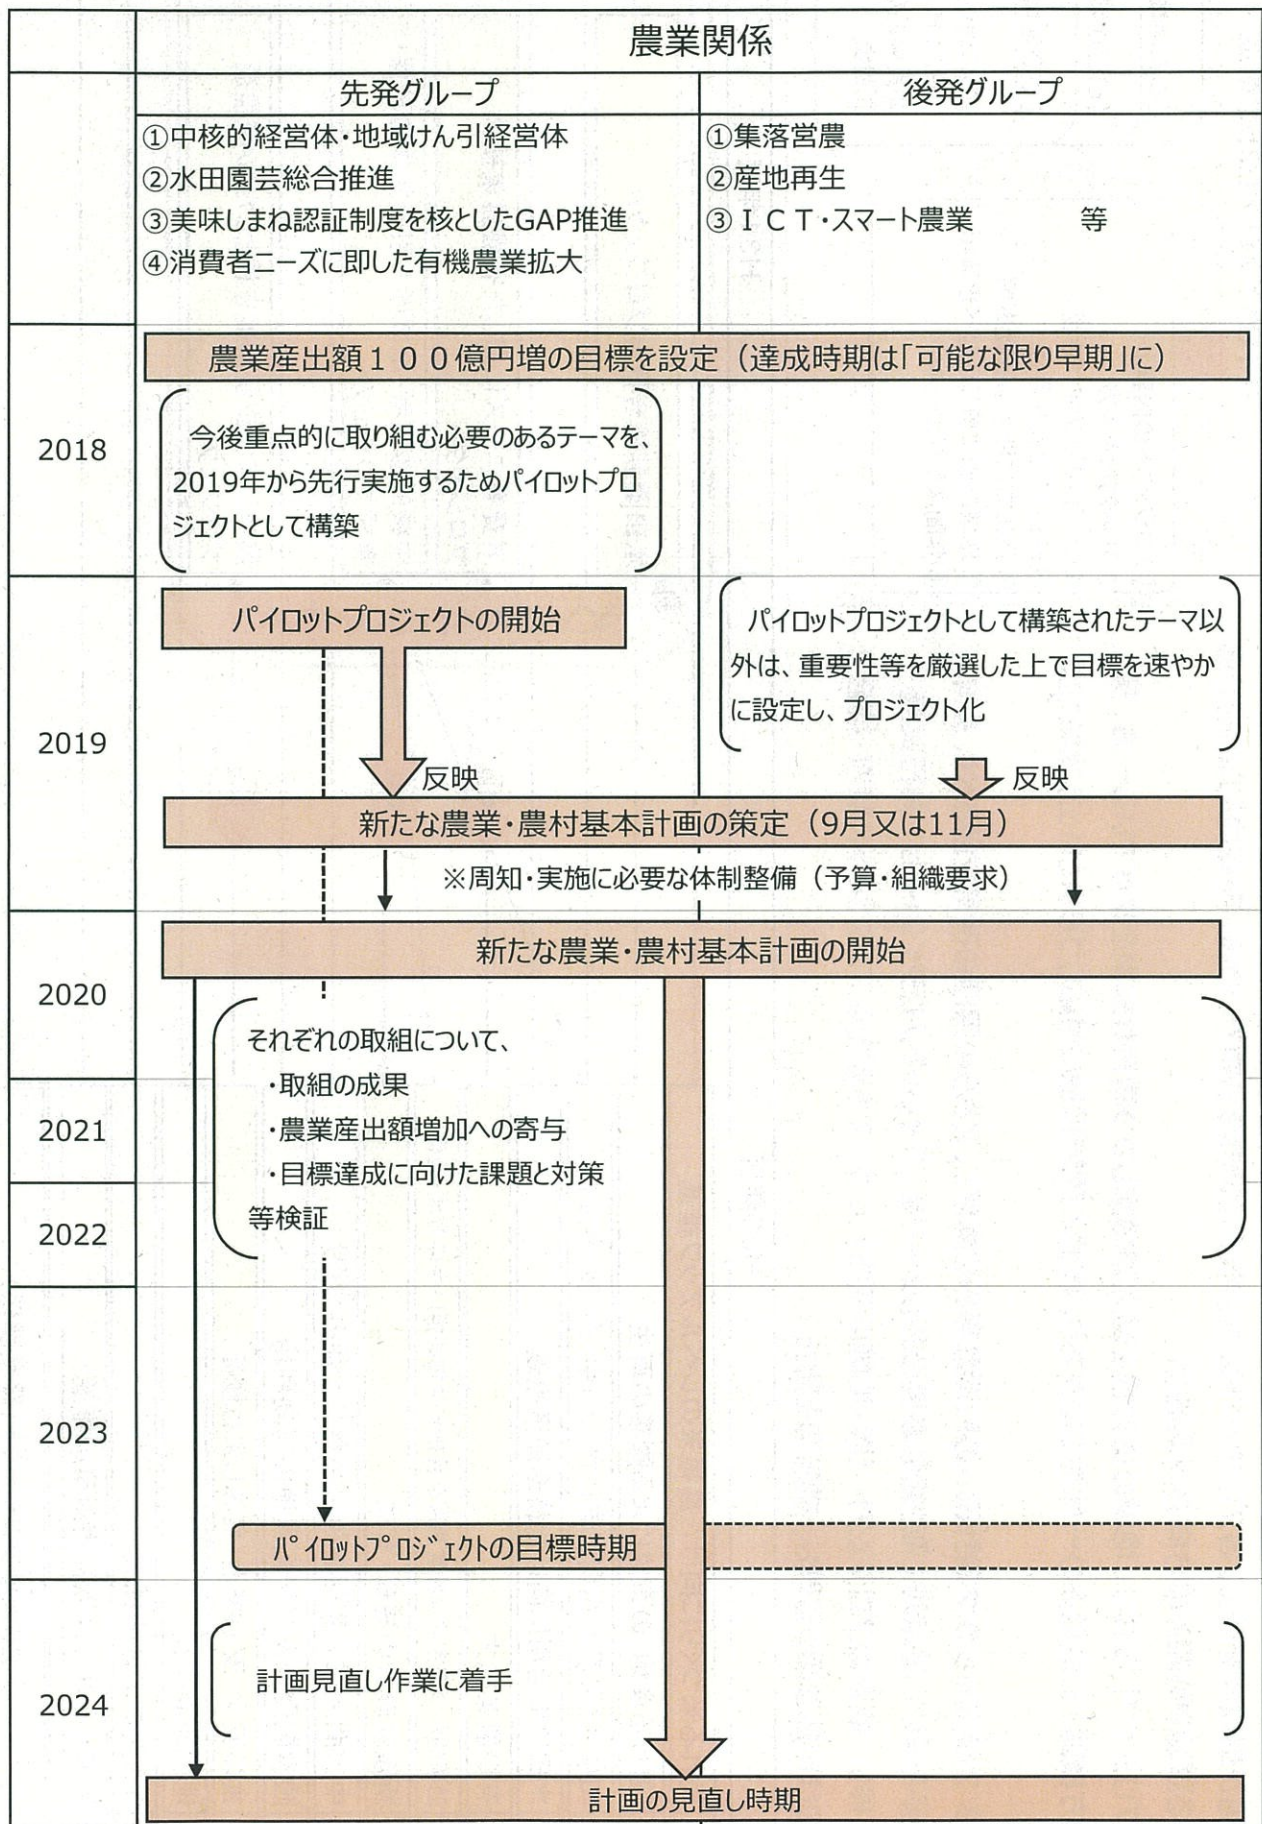 農業関係
先発グループ
後発グループ
①中核的経営体・地域けん引経営体
②水田園芸総合推進
③美味しまね認証制度を核としたGAP推進
④消費者ニーズに即した有機農業拡大
①集落営農
②産地再生
③ＩＣＴ・スマート農業　　　　等
農業産出額１００億円増の目標を設定（達成時期は「可能な限り早期」に）
2018
今後重点的に取り組む必要のあるテーマを、
2019年から先行実施するためパイロットプロ
ジェクトとして構築
2019
パイロットプロジェクトの開始
パイロットプロジェクトとして構築されたテーマ以
外は、重要性等を厳選した上で目標を速やか
に設定し、プロジェクト化
反映
反映
新たな農業・農村基本計画の策定（9月又は11月）
※周知・実施に必要な体制整備（予算・組織要求）
新たな農業・農村基本計画の開始
2020
それぞれの取組について、
・取組の成果
2021
・農業産出額増加への寄与
・目標達成に向けた課題と対策
2022
等検証
2023
ﾊﾟｲﾛｯﾄﾌﾟﾛｼﾞｪｸﾄの目標時期
2024
計画見直し作業に着手
計画の見直し時期